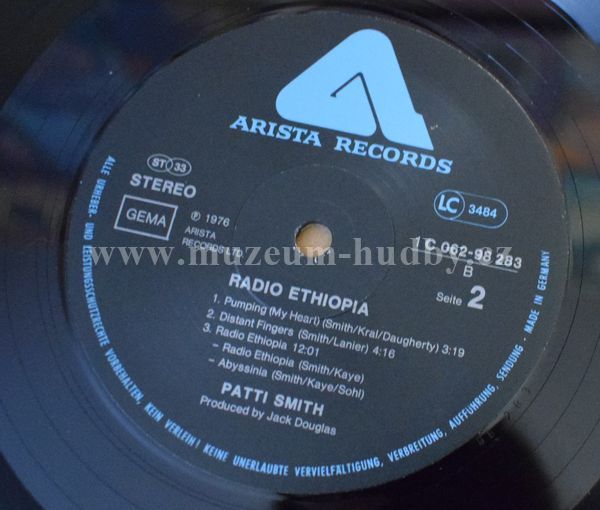 ARISTA RECORDS
ST 33
STEREO
GEMA
℗ 1976
ARISTA
RECORDS LTD.
LC 3484
1 C 062-98 283
B
Seite 2
www.muzeum-hudby.cz
RADIO ETHIOPIA
1. Pumping (My Heart) (Smith/Kral/Daugherty) 3:19
2. Distant Fingers (Smith/Lanier) 4:16
3. Radio Ethiopia 12:01
– Radio Ethiopia (Smith/Kaye)
– Abyssinia (Smith/Kaye/Sohl)
PATTI SMITH
Produced by Jack Douglas
ALLE URHEBER- UND LEISTUNGSSCHUTZRECHTE VORBEHALTEN, KEIN VERLEIH! KEINE UNERLAUBTE VERVIELFÄLTIGUNG, VERBREITUNG, AUFFÜHRUNG, SENDUNG · MADE IN GERMANY